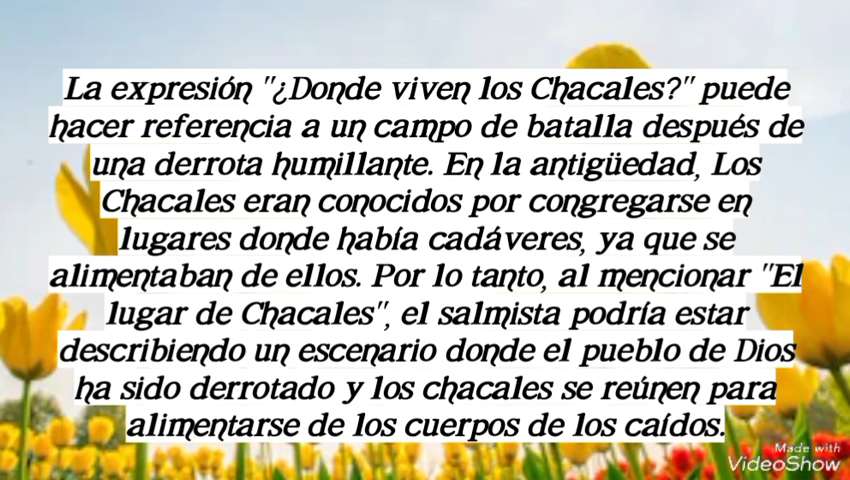 La expresión "¿Donde viven los Chacales?" puede
hacer referencia a un campo de batalla después de
una derrota humillante. En la antigüedad, Los
Chacales eran conocidos por congregarse en
lugares donde había cadáveres, ya que se
alimentaban de ellos. Por lo tanto, al mencionar "El
lugar de Chacales", el salmista podría estar
describiendo un escenario donde el pueblo de Dios
ha sido derrotado y los chacales se reúnen para
alimentarse de los cuerpos de los caídos.
Made with
VideoShow